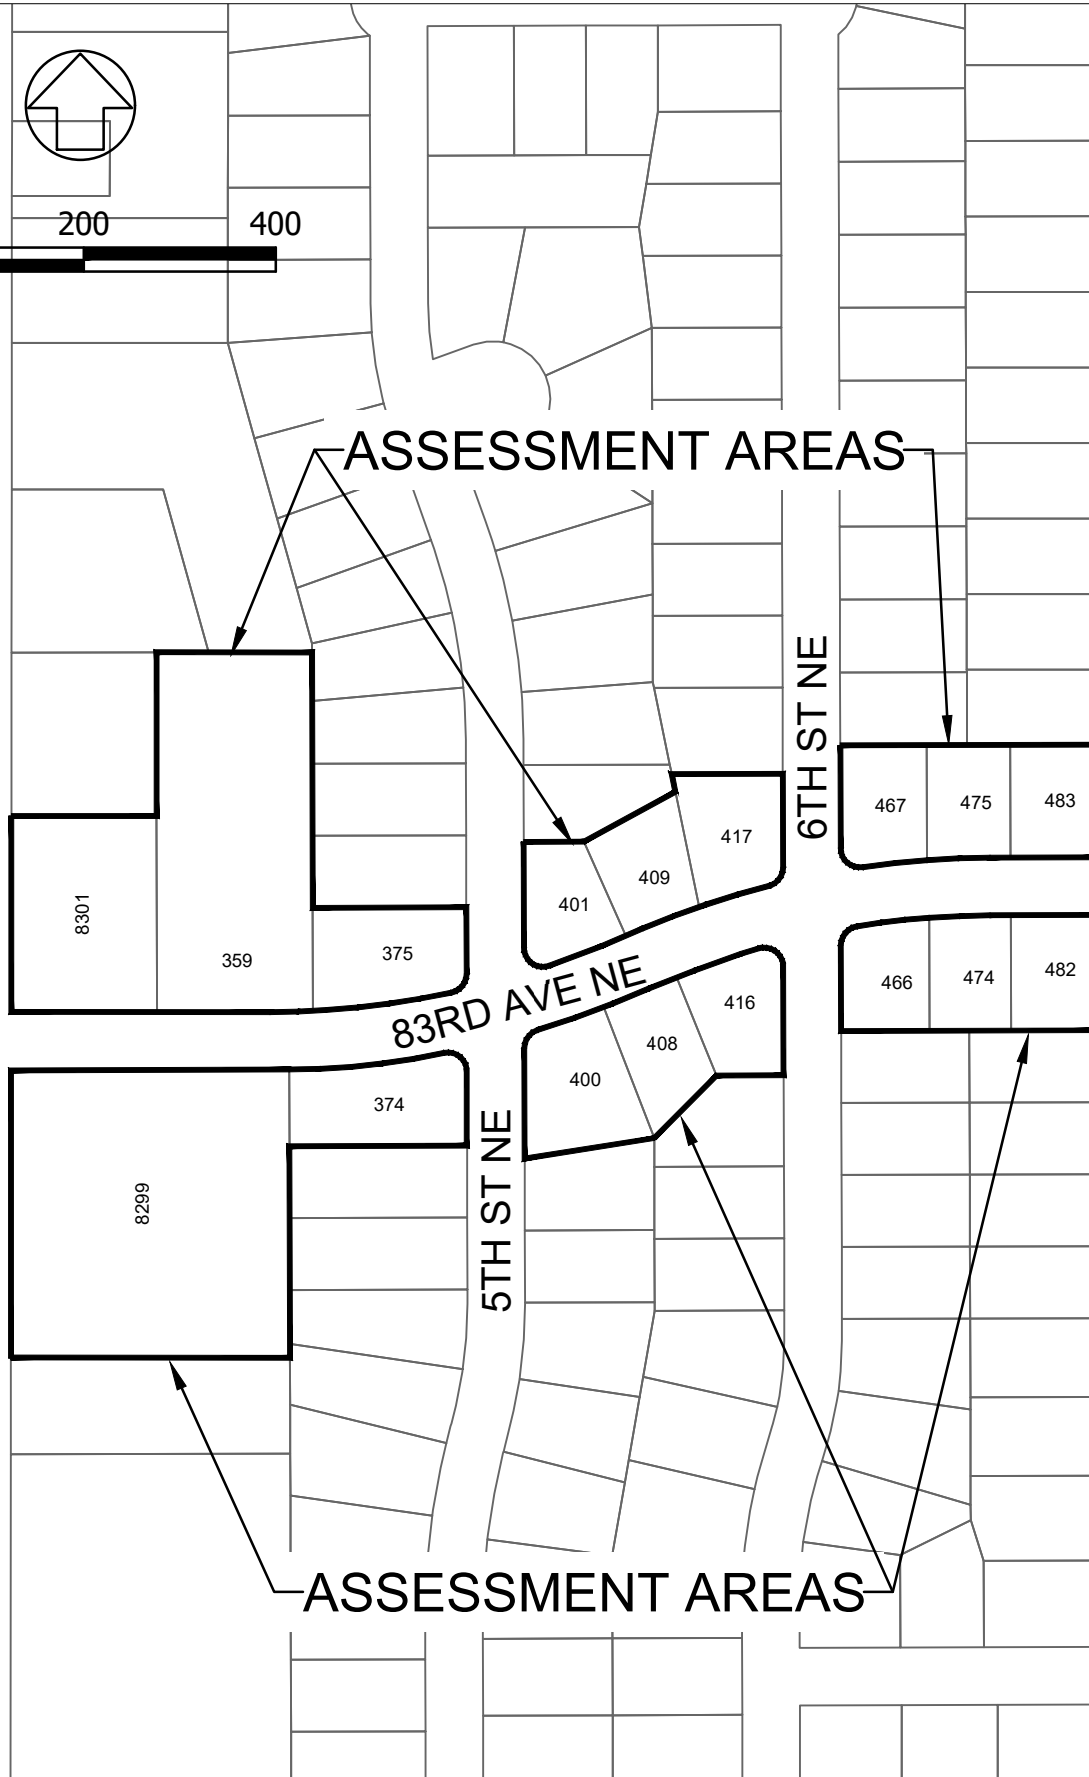 200 400
ASSESSMENT AREAS
6TH ST NE
467 475 483
417
409
401
8301
359
375
83RD AVE NE
466 474 482
416
408
400
374
5TH ST NE
8299
ASSESSMENT AREAS